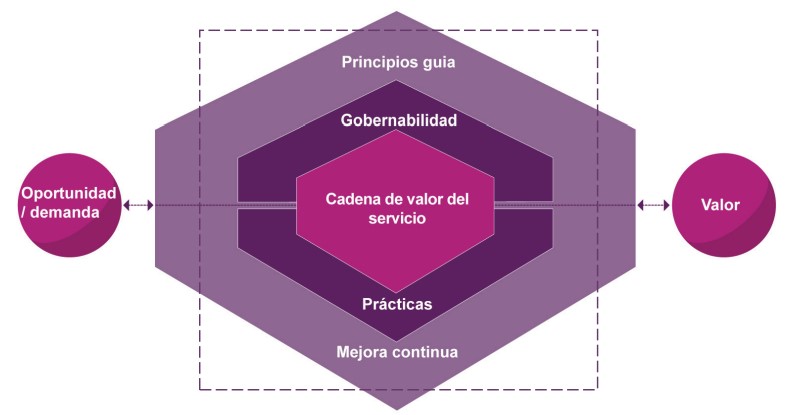 Principios guia
Gobernabilidad
Oportunidad
/ demanda
Cadena de valor del
servicio
Valor
Prácticas
Mejora continua